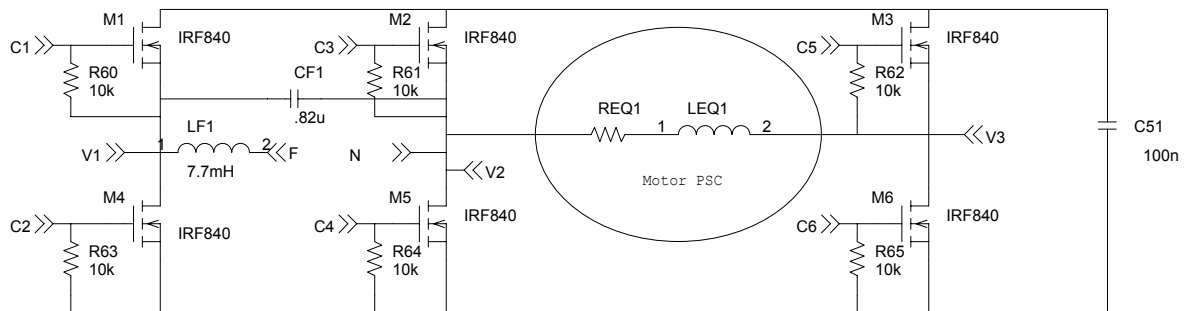 M1
C1
IRF840
R60
10k
M2
C3
IRF840
R61
10k
CF1
.82u
M3
C5
IRF840
R62
10k
REQ1
LEQ1
1
2
Motor PSC
C51
100n
V1
1
LF1
2
F
7.7mH
N
V2
V3
M4
C2
IRF840
R63
10k
M5
C4
IRF840
R64
10k
M6
C6
IRF840
R65
10k